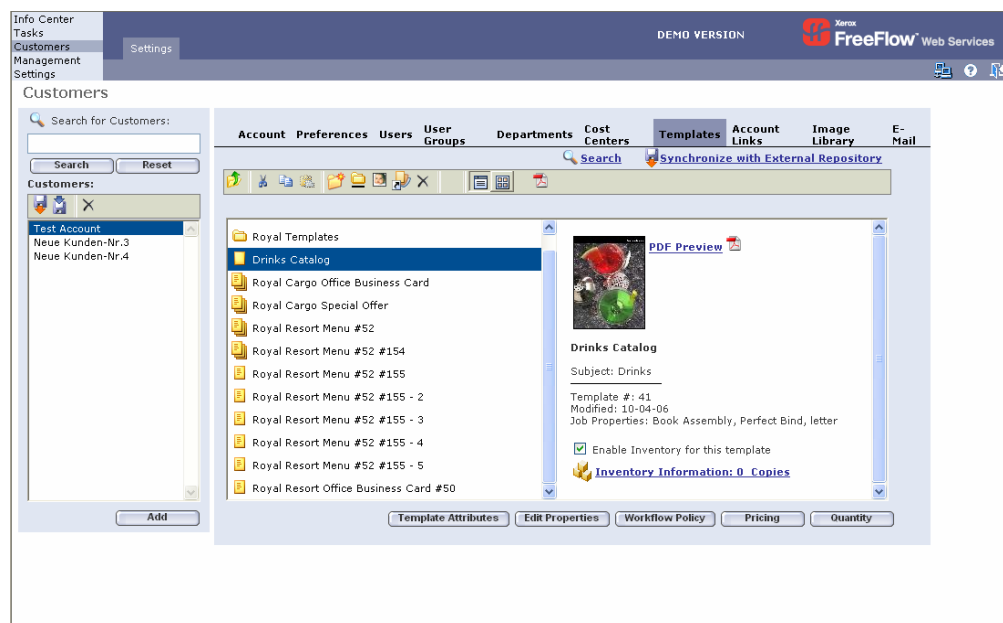 Info Center
Tasks
Customers
Management
Settings
Settings
DEMO VERSION
Xerox
FreeFlow Web Services
Customers
Search for Customers:
Search Reset
Customers:
Test Account
Neue Kunden-Nr.3
Neue Kunden-Nr.4
Add
Account Preferences Users User Groups Departments Cost Centers Templates Account Links Image Library E-Mail
Search Synchronize with External Repository
Royal Templates
Drinks Catalog
Royal Cargo Office Business Card
Royal Cargo Special Offer
Royal Resort Menu #52
Royal Resort Menu #52 #154
Royal Resort Menu #52 #155
Royal Resort Menu #52 #155 - 2
Royal Resort Menu #52 #155 - 3
Royal Resort Menu #52 #155 - 4
Royal Resort Menu #52 #155 - 5
Royal Resort Office Business Card #50
PDF Preview
Drinks Catalog
Subject: Drinks
Template #: 41
Modified: 10-04-06
Job Properties: Book Assembly, Perfect Bind, letter
Enable Inventory for this template
Inventory Information: 0 Copies
Template Attributes Edit Properties Workflow Policy Pricing Quantity